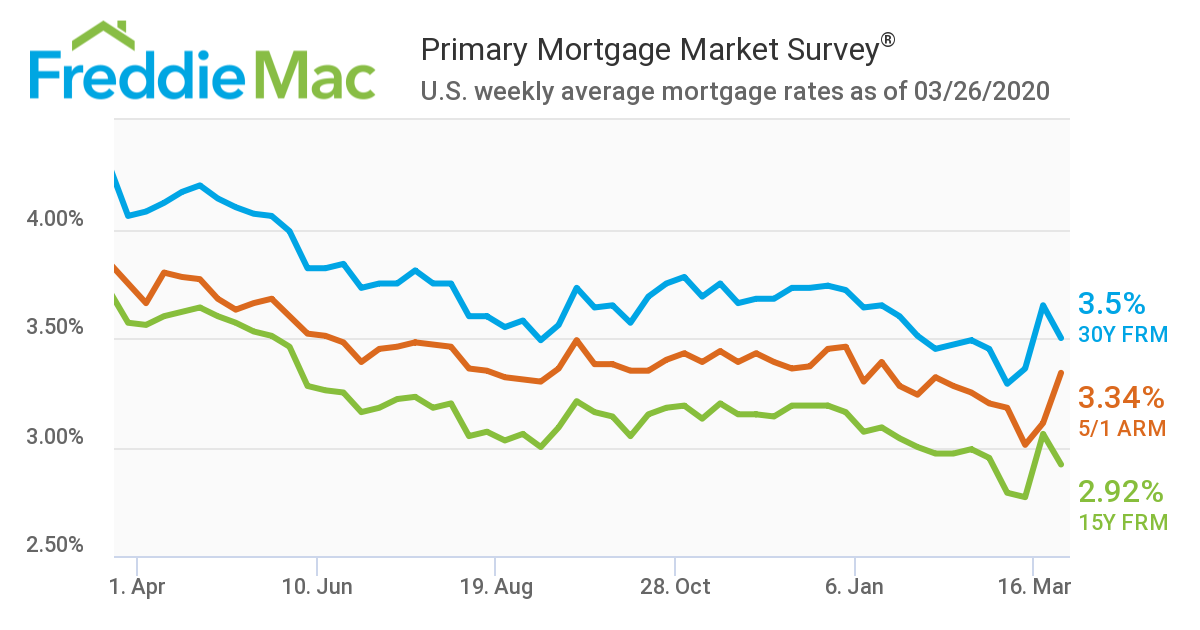 FreddieMac
Primary Mortgage Market Survey®
U.S. weekly average mortgage rates as of 03/26/2020
4.00%
3.50%
3.00%
2.50%
3.5%
30Y FRM
3.34%
5/1 ARM
2.92%
15Y FRM
1. Apr
10. Jun
19. Aug
28. Oct
6. Jan
16. Mar